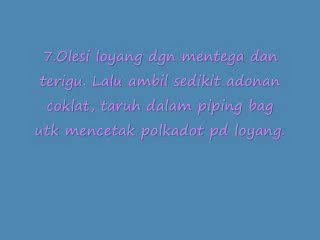 7.Olesi loyang dgn mentega dan
terigu. Lalu ambil sedikit adonan
coklat, taruh dalam piping bag
utk mencetak polkadot pd loyang.